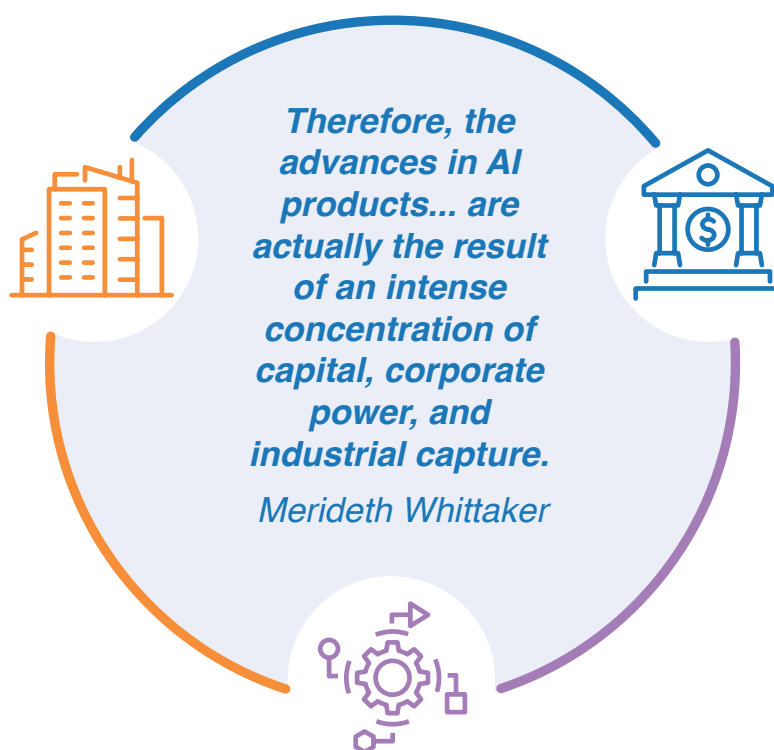 Therefore, the
advances in AI
products... are
actually the result
of an intense
concentration of
capital, corporate
power, and
industrial capture.
Merideth Whittaker
$